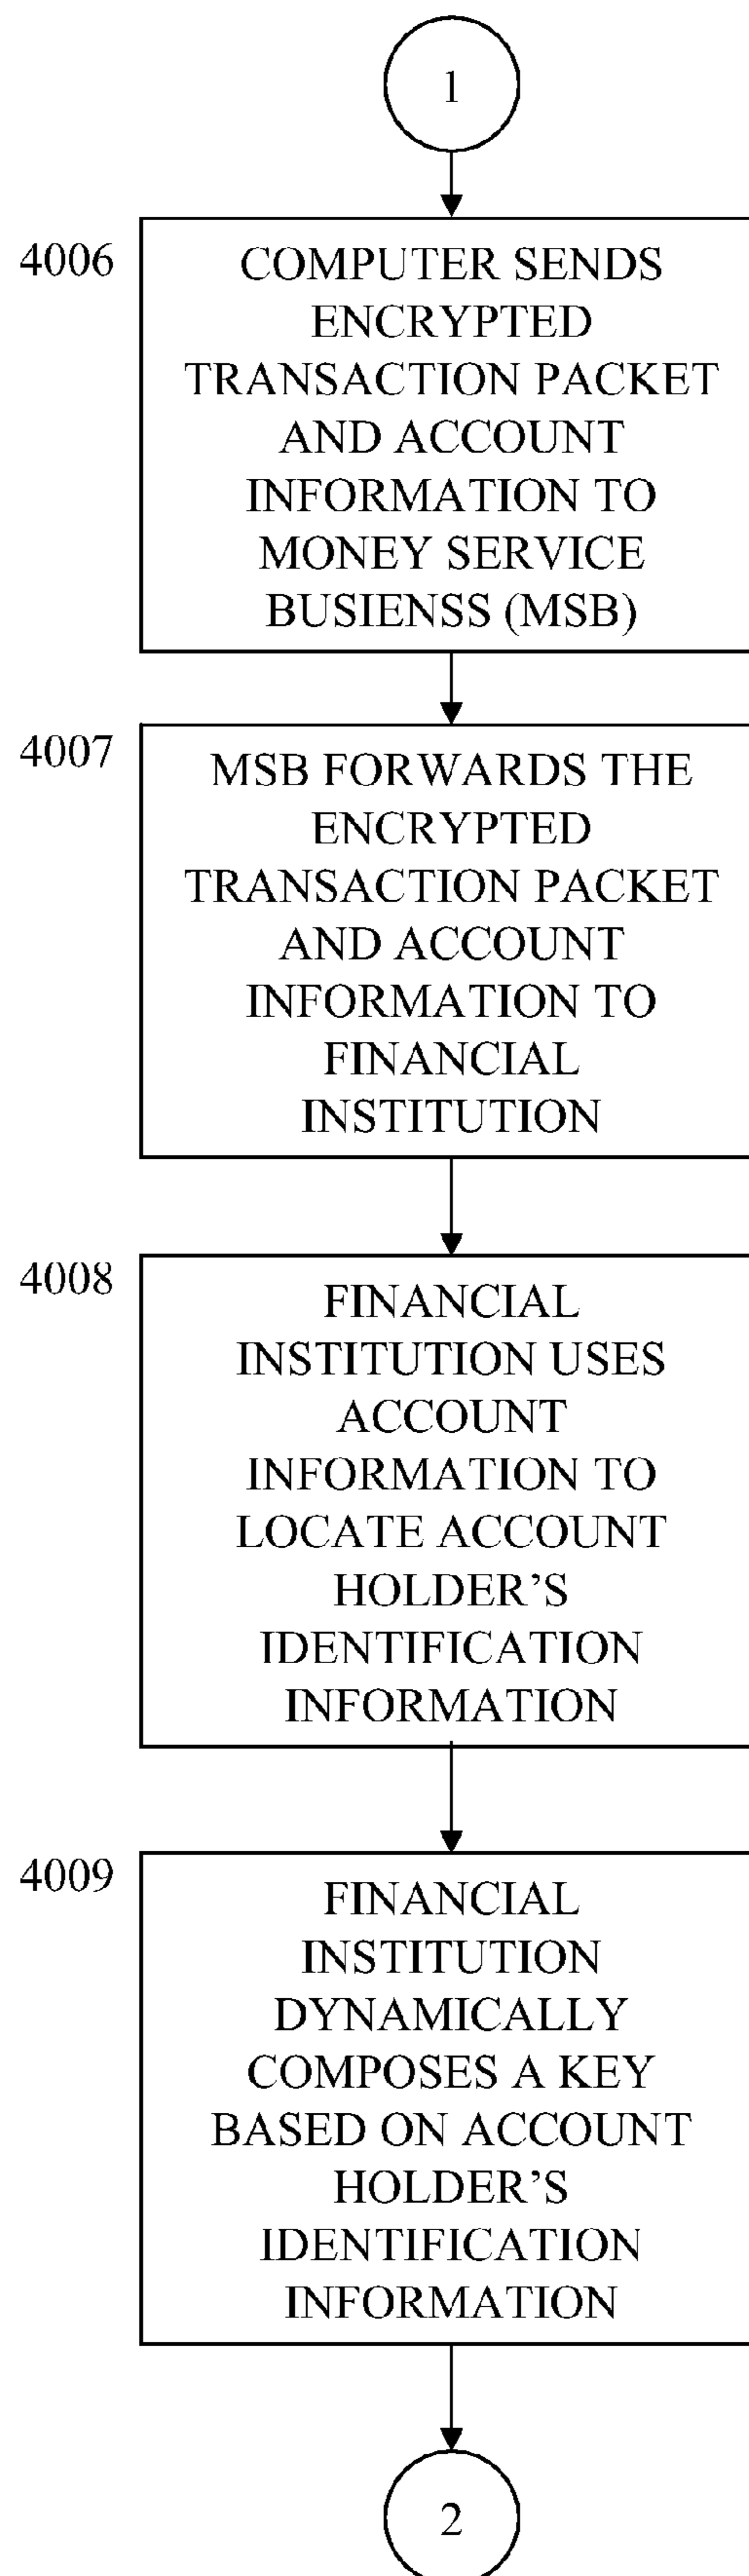 1
4006
COMPUTER SENDS
ENCRYPTED
TRANSACTION PACKET
AND ACCOUNT
INFORMATION TO
MONEY SERVICE
BUSIENSS (MSB)
4007
MSB FORWARDS THE
ENCRYPTED
TRANSACTION PACKET
AND ACCOUNT
INFORMATION TO
FINANCIAL
INSTITUTION
4008
FINANCIAL
INSTITUTION USES
ACCOUNT
INFORMATION TO
LOCATE ACCOUNT
HOLDER’S
IDENTIFICATION
INFORMATION
4009
FINANCIAL
INSTITUTION
DYNAMICALLY
COMPOSES A KEY
BASED ON ACCOUNT
HOLDER’S
IDENTIFICATION
INFORMATION
2